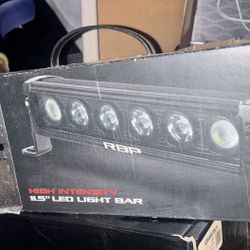 RBP
HIGH INTENSITY
11.5" LED LIGHT BAR